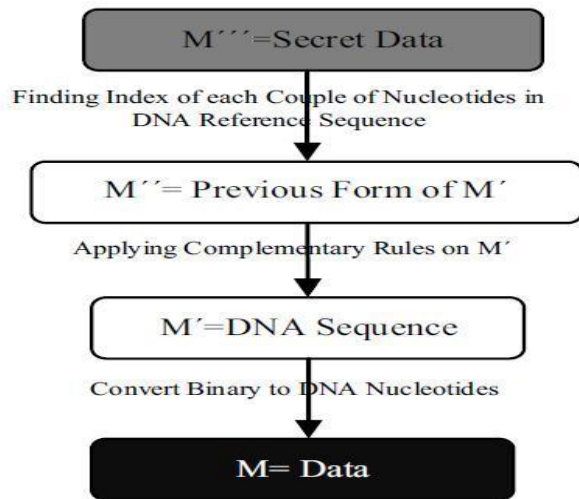 M´´´=Secret Data
Finding Index of each Couple of Nucleotides in
DNA Reference Sequence
M´´= Previous Form of M´
Applying Complementary Rules on M´
M´=DNA Sequence
Convert Binary to DNA Nucleotides
M= Data